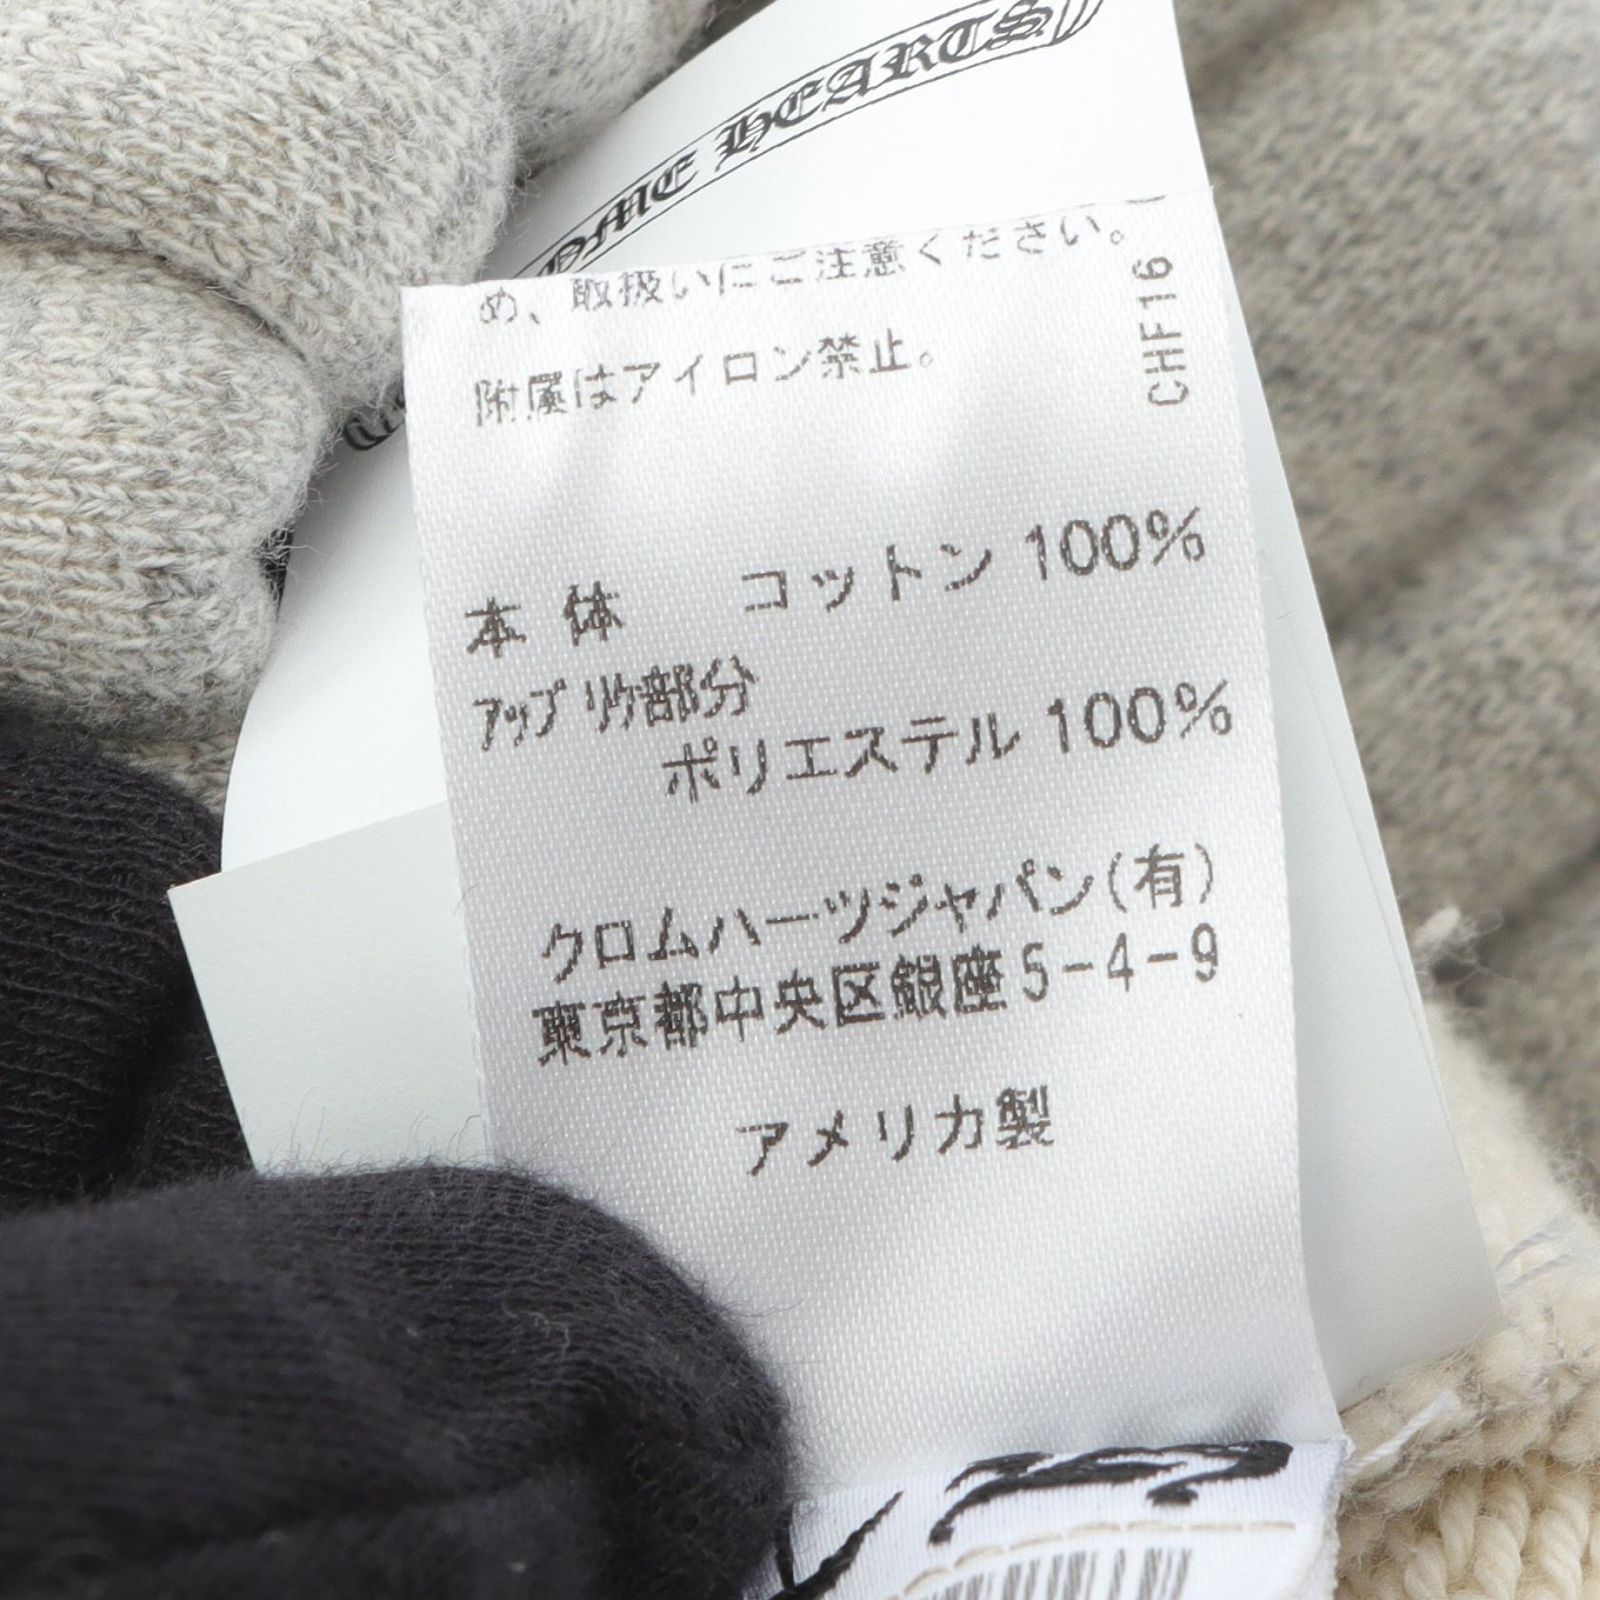 OME HEARTS
め、取扱いにご注意ください。
附属はアイロン禁止。
CHF16
本 体 コットン 100%
アップリケ部分
ポリエステル 100%
クロムハーツジャパン(有)
東京都中央区銀座5-4-9
アメリカ製